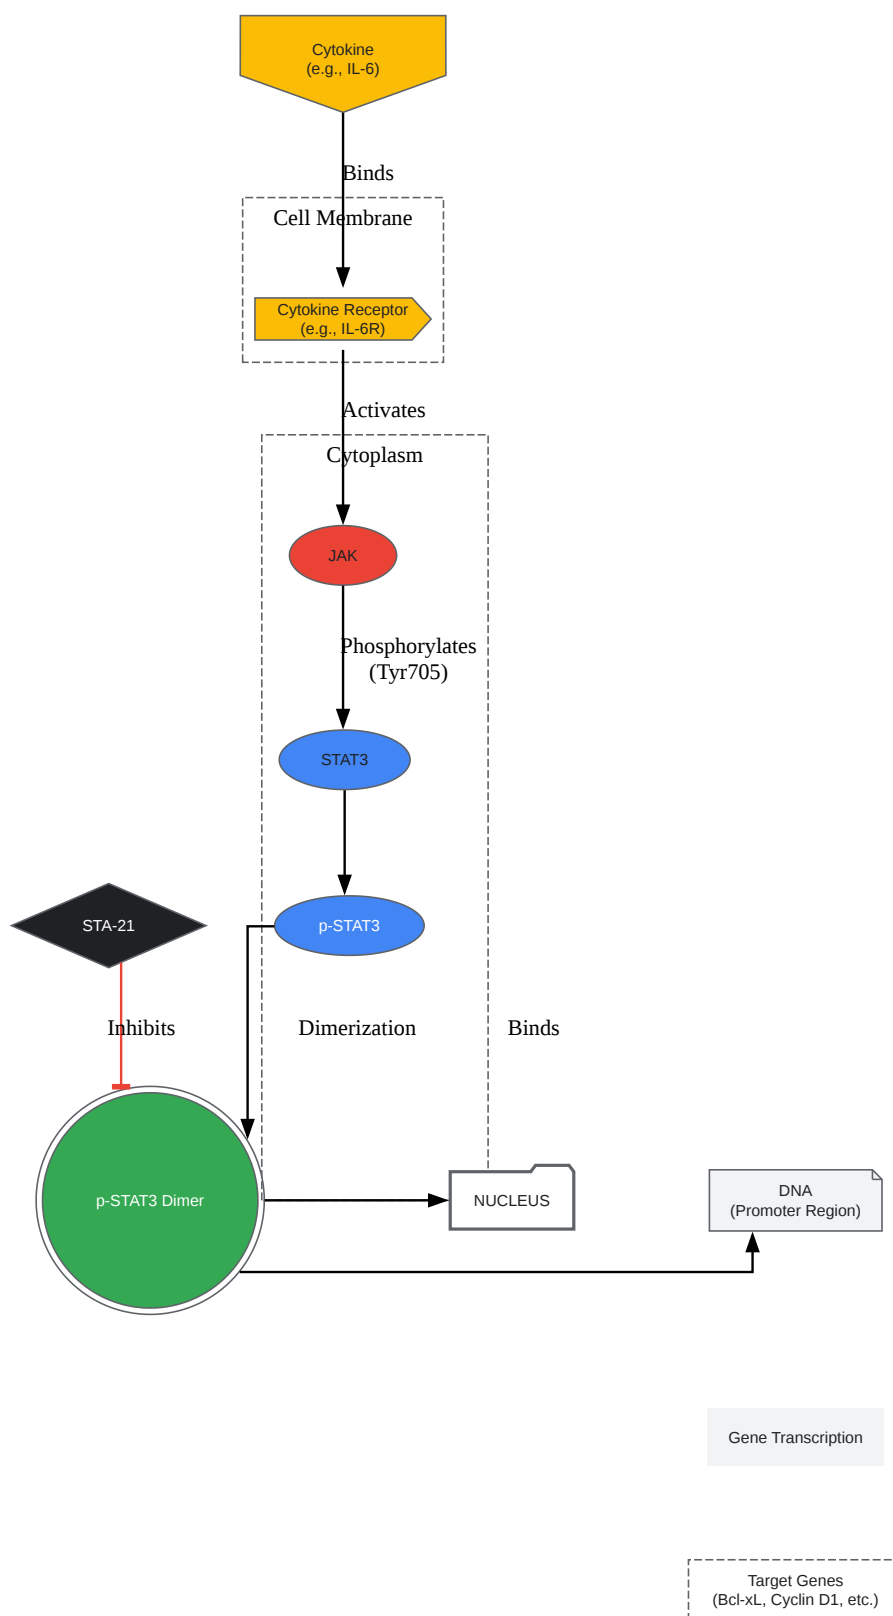 Cytokine
(e.g., IL-6)
Binds
Cell Membrane
Cytokine Receptor
(e.g., IL-6R)
Activates
Cytoplasm
JAK
Phosphorylates
(Tyr705)
STAT3
STA-21
p-STAT3
Inhibits
Dimerization
Binds
p-STAT3 Dimer
NUCLEUS
DNA
(Promoter Region)
Gene Transcription
Target Genes
(Bcl-xL, Cyclin D1, etc.)